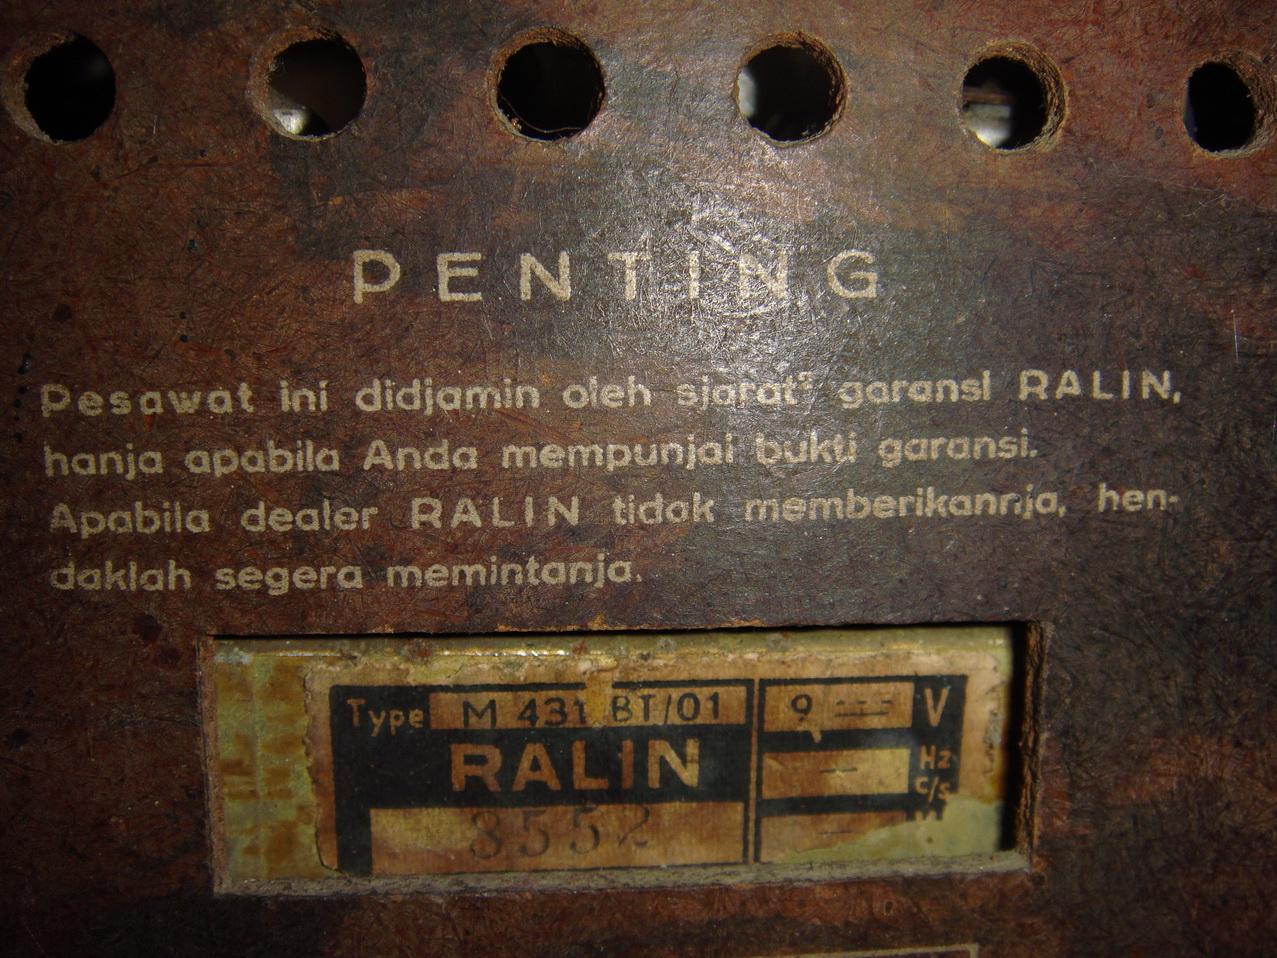 PENTING
Pesawat ini didjamin oleh sjarat² garansi RALIN,
hanja apabila Anda mempunjai bukti garansi.
Apabila dealer RALIN tidak memberikannja, hen-
daklah segera memintanja.
Type M 431 BT/01 9 --- V
RALIN - Hz
c/s
8552 - W